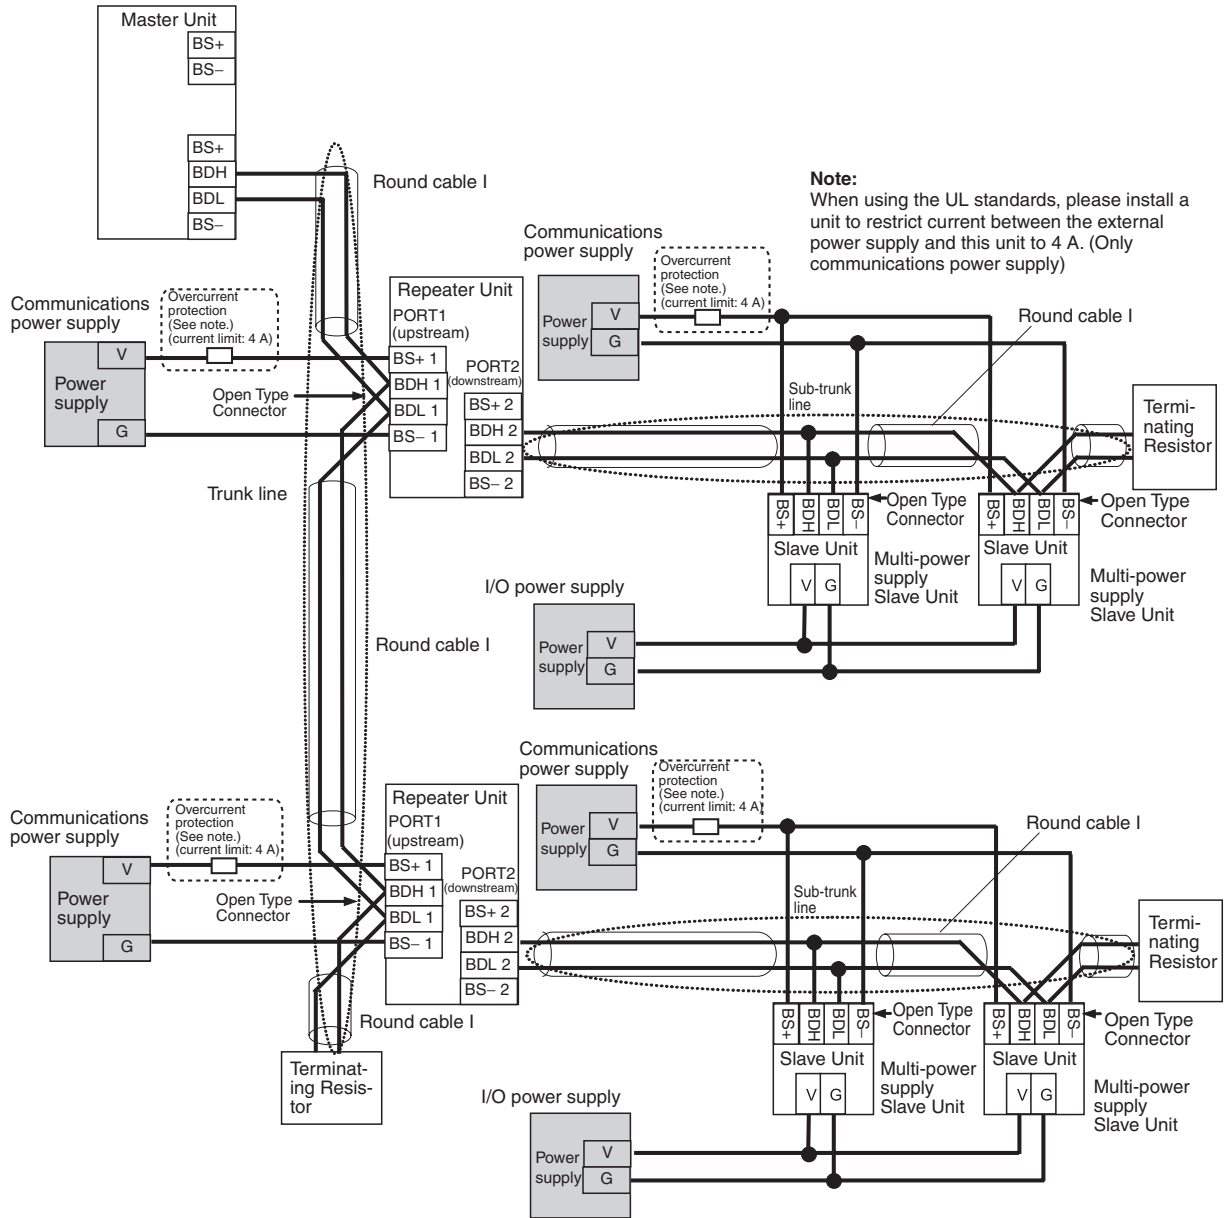 Master Unit
BS+
BS−
BS+
BDH
BDL
BS−
Round cable I
Note:
When using the UL standards, please install a
unit to restrict current between the external
power supply and this unit to 4 A. (Only
communications power supply)
Communications
power supply
Overcurrent
protection
(See note.)
(current limit: 4 A)
Power
supply
V
G
Open Type
Connector
Trunk line
Repeater Unit
PORT1
(upstream)
BS+ 1
BDH 1
BDL 1
BS− 1
PORT2
(downstream)
BS+ 2
BDH 2
BDL 2
BS− 2
Communications
power supply
Power
supply
V
G
Overcurrent
protection
(See note.)
(current limit: 4 A)
Round cable I
Sub-trunk
line
Termi-
nating
Resistor
BS+
BDH
BDL
BS−
Slave Unit
V
G
Open Type
Connector
Multi-power
supply
Slave Unit
BS+
BDH
BDL
BS−
Slave Unit
V
G
Open Type
Connector
Multi-power
supply
Slave Unit
I/O power supply
Power
supply
V
G
Round cable I
Communications
power supply
Overcurrent
protection
(See note.)
(current limit: 4 A)
Power
supply
V
G
Open Type
Connector
Repeater Unit
PORT1
(upstream)
BS+ 1
BDH 1
BDL 1
BS− 1
PORT2
(downstream)
BS+ 2
BDH 2
BDL 2
BS− 2
Round cable I
Terminat-
ing Resis-
tor
Communications
power supply
Power
supply
V
G
Overcurrent
protection
(See note.)
(current limit: 4 A)
Round cable I
Sub-trunk
line
Termi-
nating
Resistor
BS+
BDH
BDL
BS−
Slave Unit
V
G
Open Type
Connector
Multi-power
supply
Slave Unit
BS+
BDH
BDL
BS−
Slave Unit
V
G
Open Type
Connector
Multi-power
supply
Slave Unit
I/O power supply
Power
supply
V
G